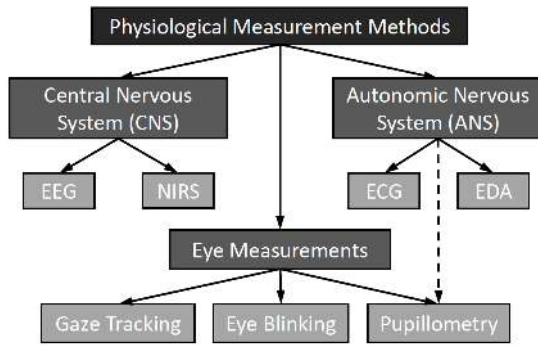 Physiological Measurement Methods
Central Nervous
System (CNS)
Autonomic Nervous
System (ANS)
EEG
NIRS
ECG
EDA
Eye Measurements
Gaze Tracking
Eye Blinking
Pupillometry